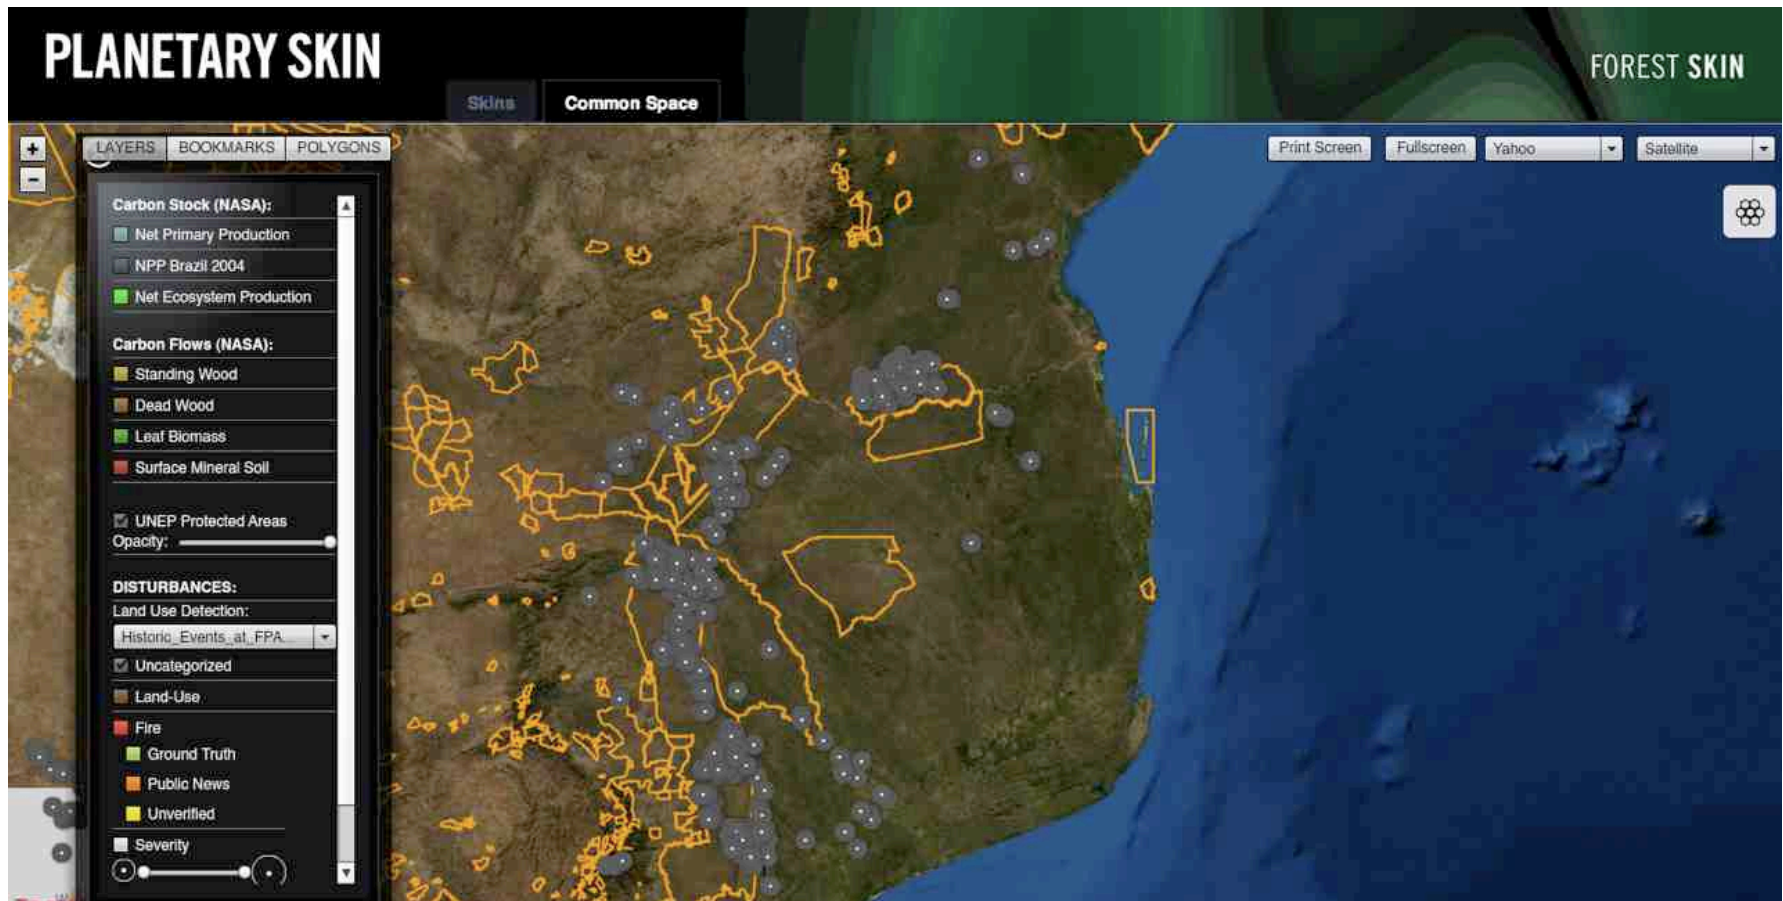 PLANETARY SKIN
FOREST SKIN
Skins
Common Space
+
LAYERS
BOOKMARKS
POLYGONS
Print Screen
Fullscreen
Yahoo
Satellite
−
Carbon Stock (NASA):
Net Primary Production
NPP Brazil 2004
Net Ecosystem Production
Carbon Flows (NASA):
Standing Wood
Dead Wood
Leaf Biomass
Surface Mineral Soil
UNEP Protected Areas
Opacity:
DISTURBANCES:
Land Use Detection:
Historic_Events_at_FPA...
Uncategorized
Land-Use
Fire
Ground Truth
Public News
Unverified
Severity